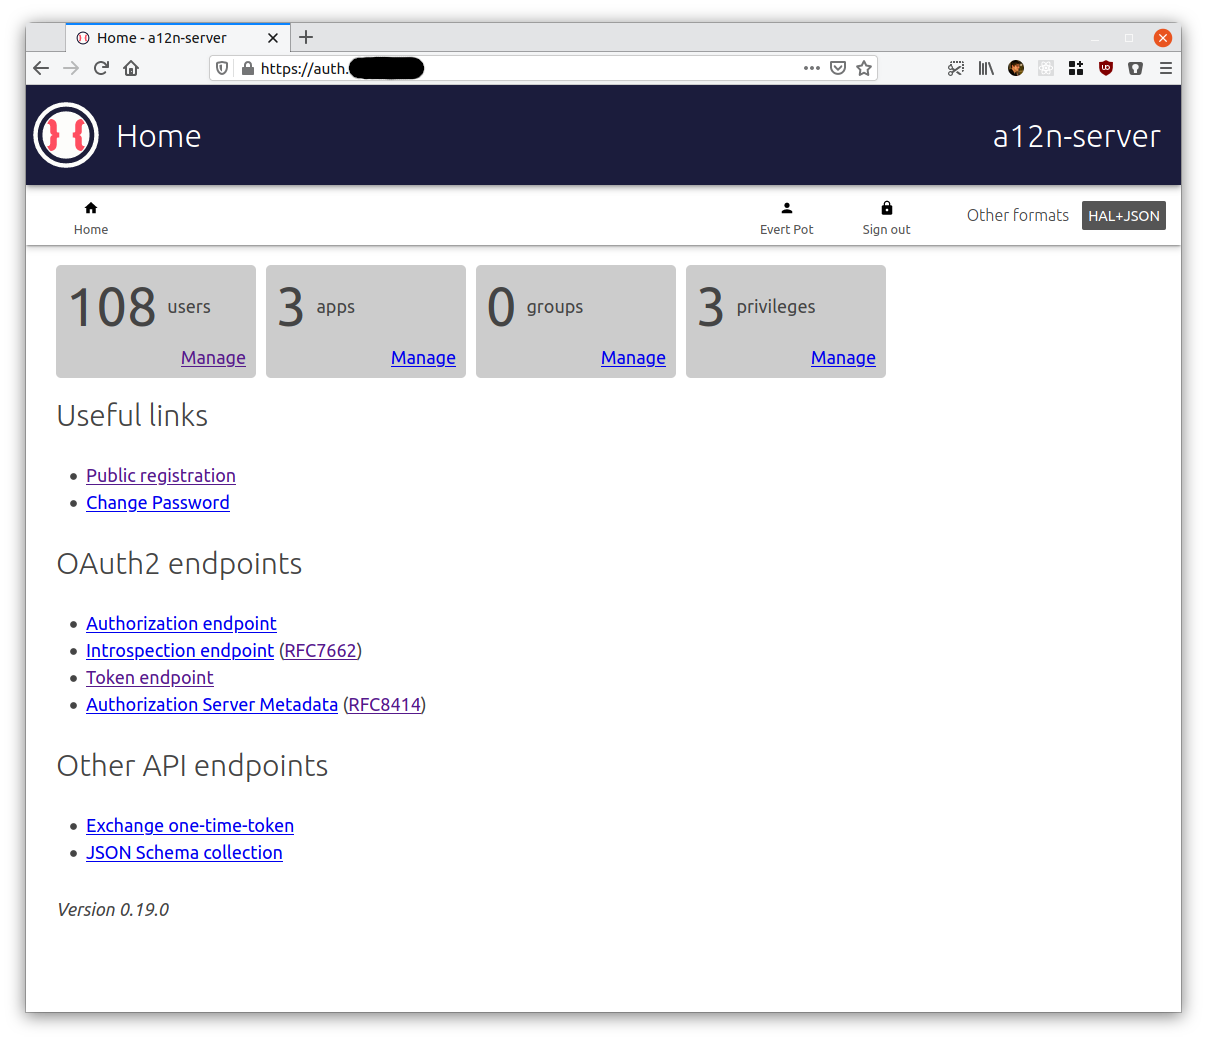 Home - a12n-server
https://auth.
Home
a12n-server
Home
Evert Pot
Sign out
Other formats
HAL+JSON
108 users
Manage
3 apps
Manage
0 groups
Manage
3 privileges
Manage
Useful links
Public registration
Change Password
OAuth2 endpoints
Authorization endpoint
Introspection endpoint (RFC7662)
Token endpoint
Authorization Server Metadata (RFC8414)
Other API endpoints
Exchange one-time-token
JSON Schema collection
Version 0.19.0